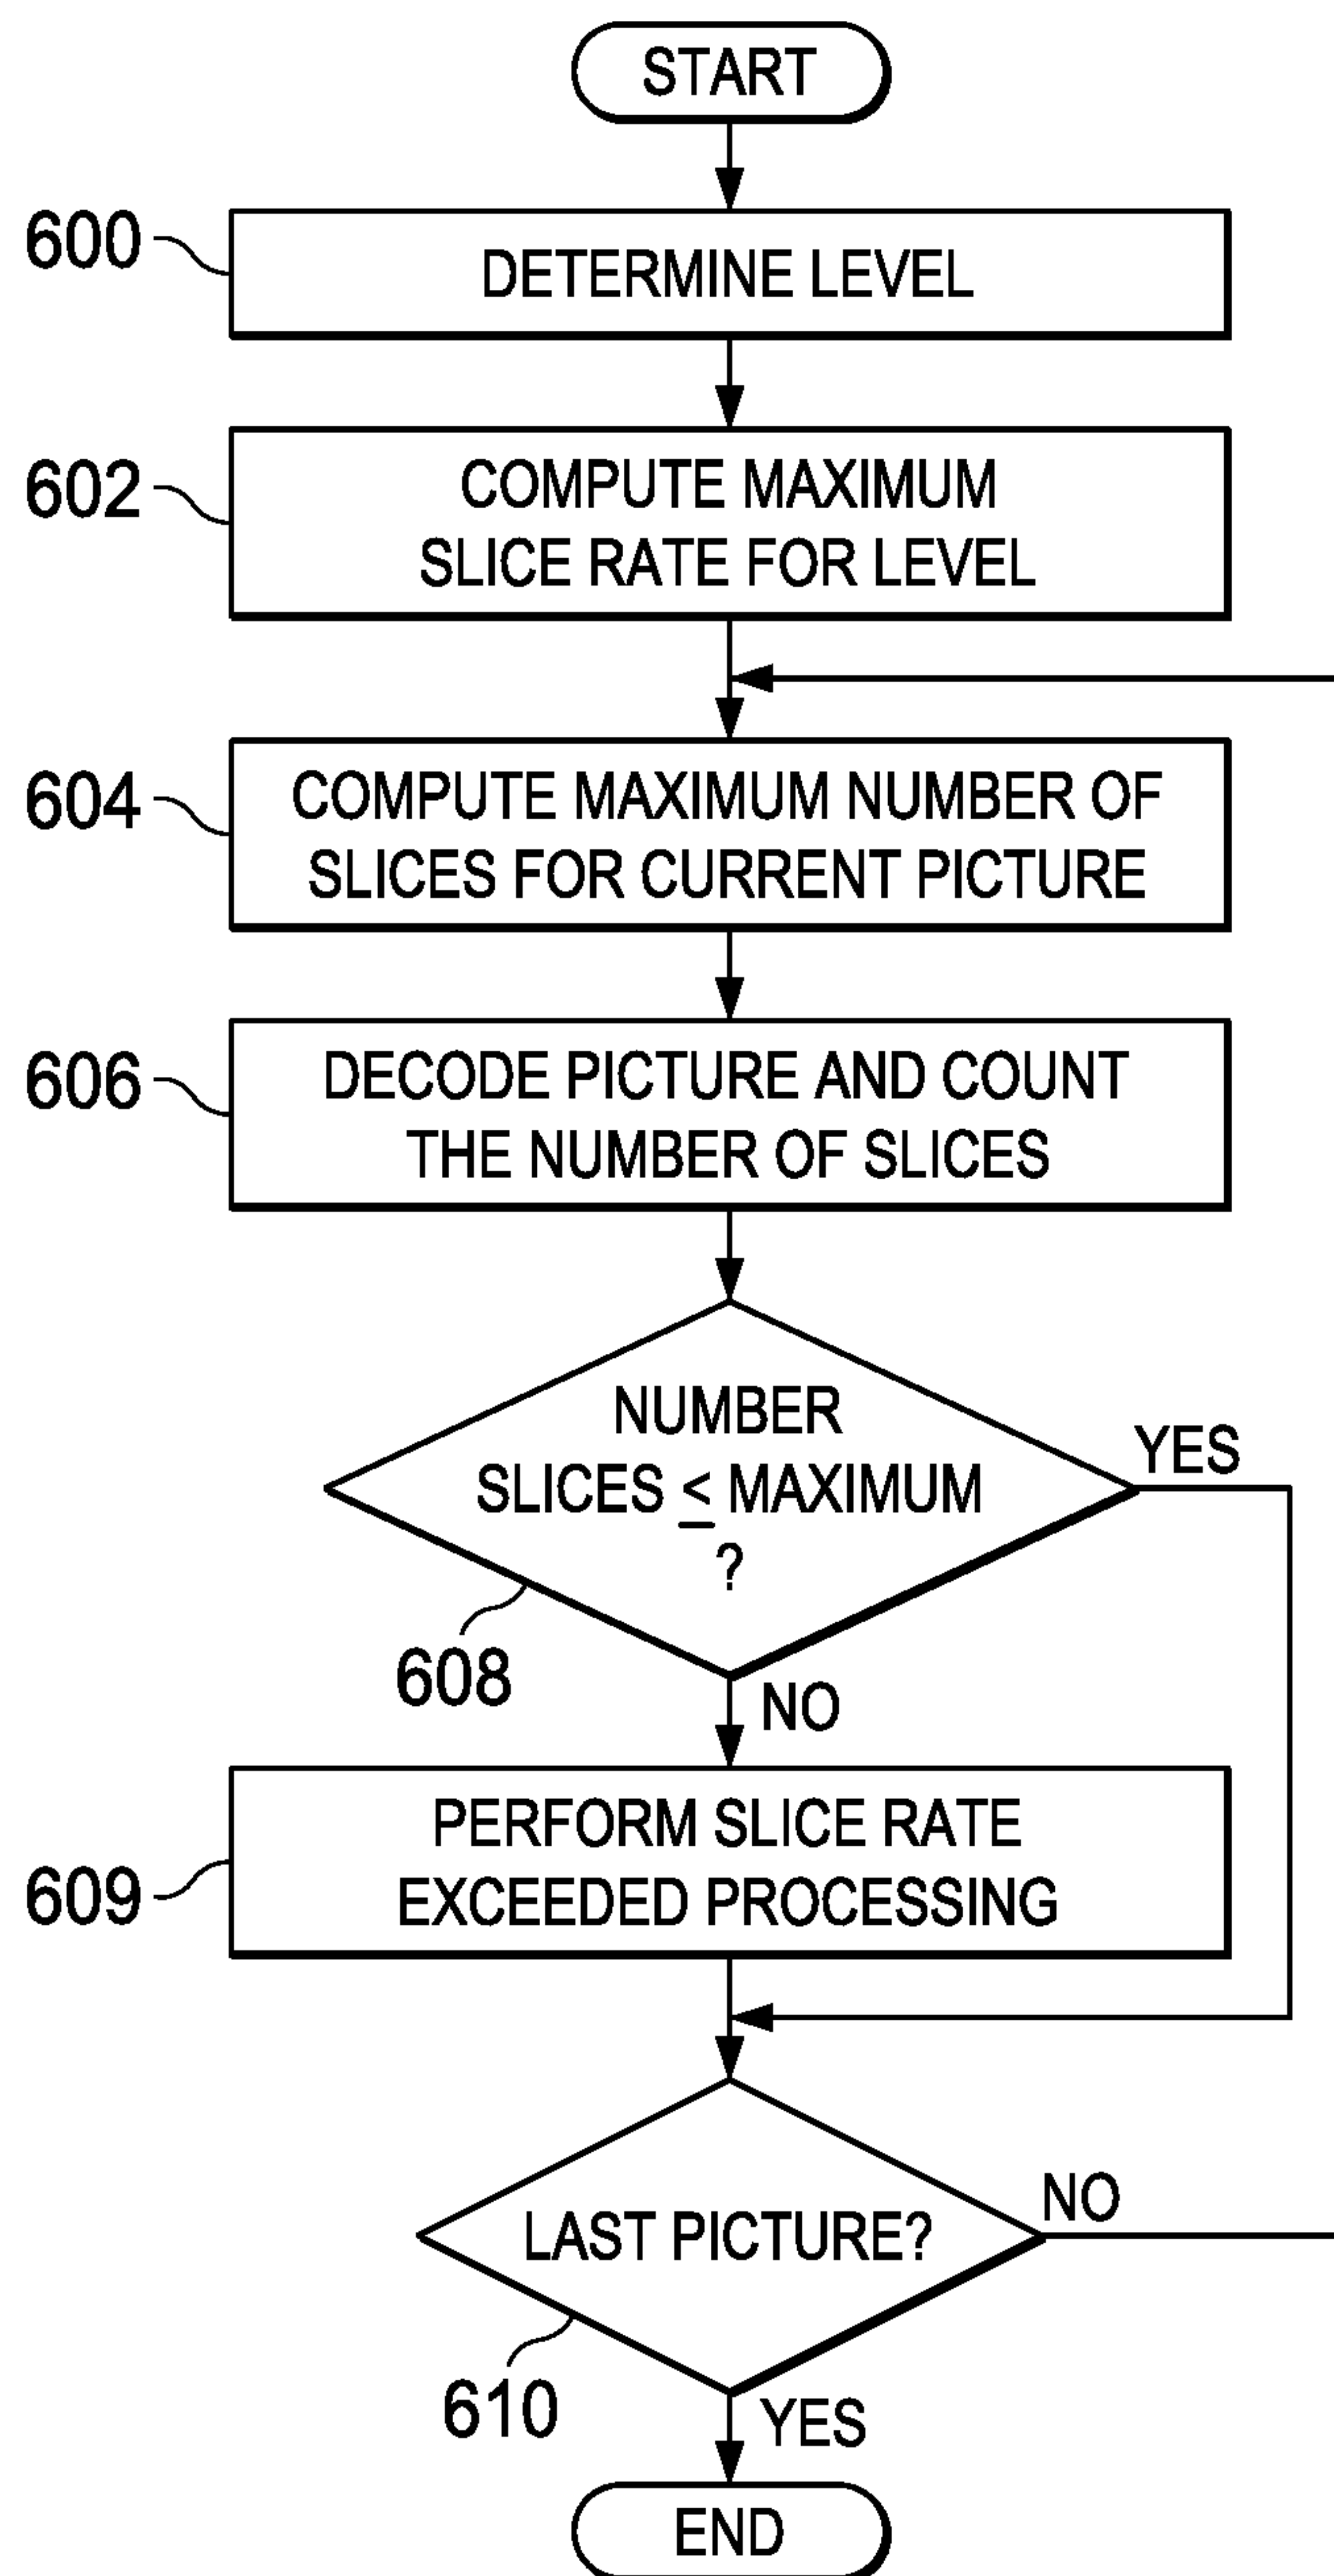 START
600
DETERMINE LEVEL
602
COMPUTE MAXIMUM
SLICE RATE FOR LEVEL
604
COMPUTE MAXIMUM NUMBER OF
SLICES FOR CURRENT PICTURE
606
DECODE PICTURE AND COUNT
THE NUMBER OF SLICES
NUMBER
SLICES ≤ MAXIMUM
?
YES
608
NO
609
PERFORM SLICE RATE
EXCEEDED PROCESSING
LAST PICTURE?
NO
610
YES
END